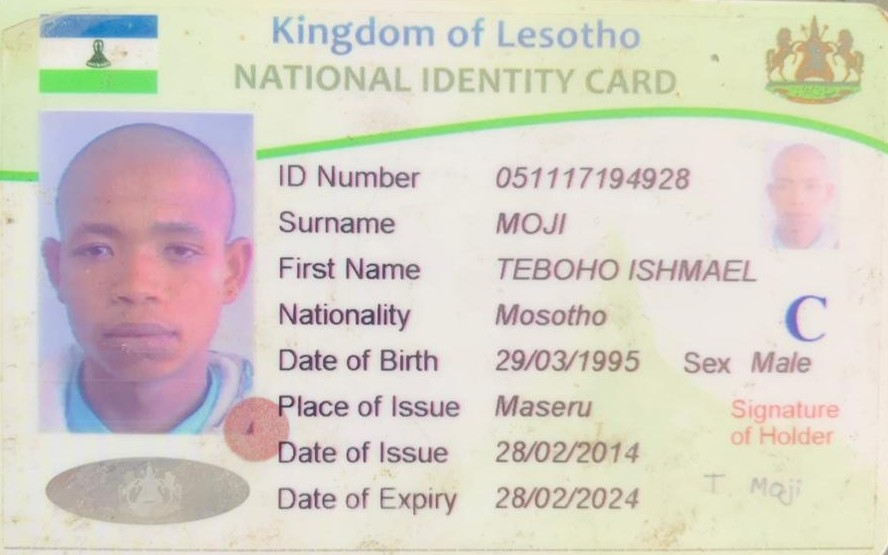 Kingdom of Lesotho
NATIONAL IDENTITY CARD
ID Number 051117194928
Surname MOJI
First Name TEBOHO ISHMAEL
Nationality Mosotho
C
Date of Birth 29/03/1995 Sex Male
Place of Issue Maseru
Signature
of Holder
Date of Issue 28/02/2014
T Moji
Date of Expiry 28/02/2024